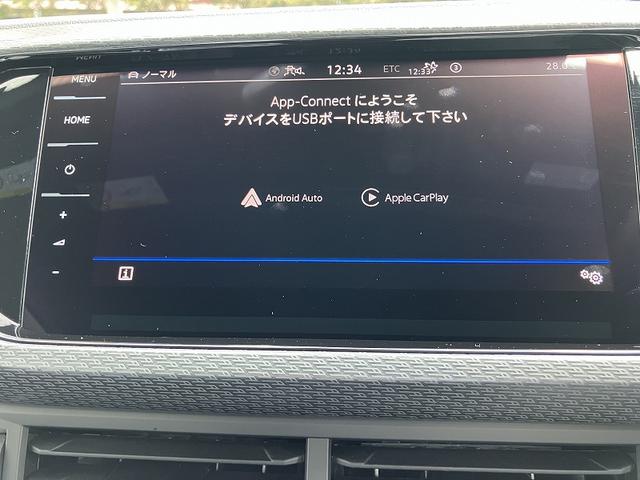 MENU
ノーマル
12:34
ETC
12:33
3
28.0
HOME
App-Connect にようこそ
デバイスをUSBポートに接続して下さい
+
Android Auto
Apple CarPlay
-